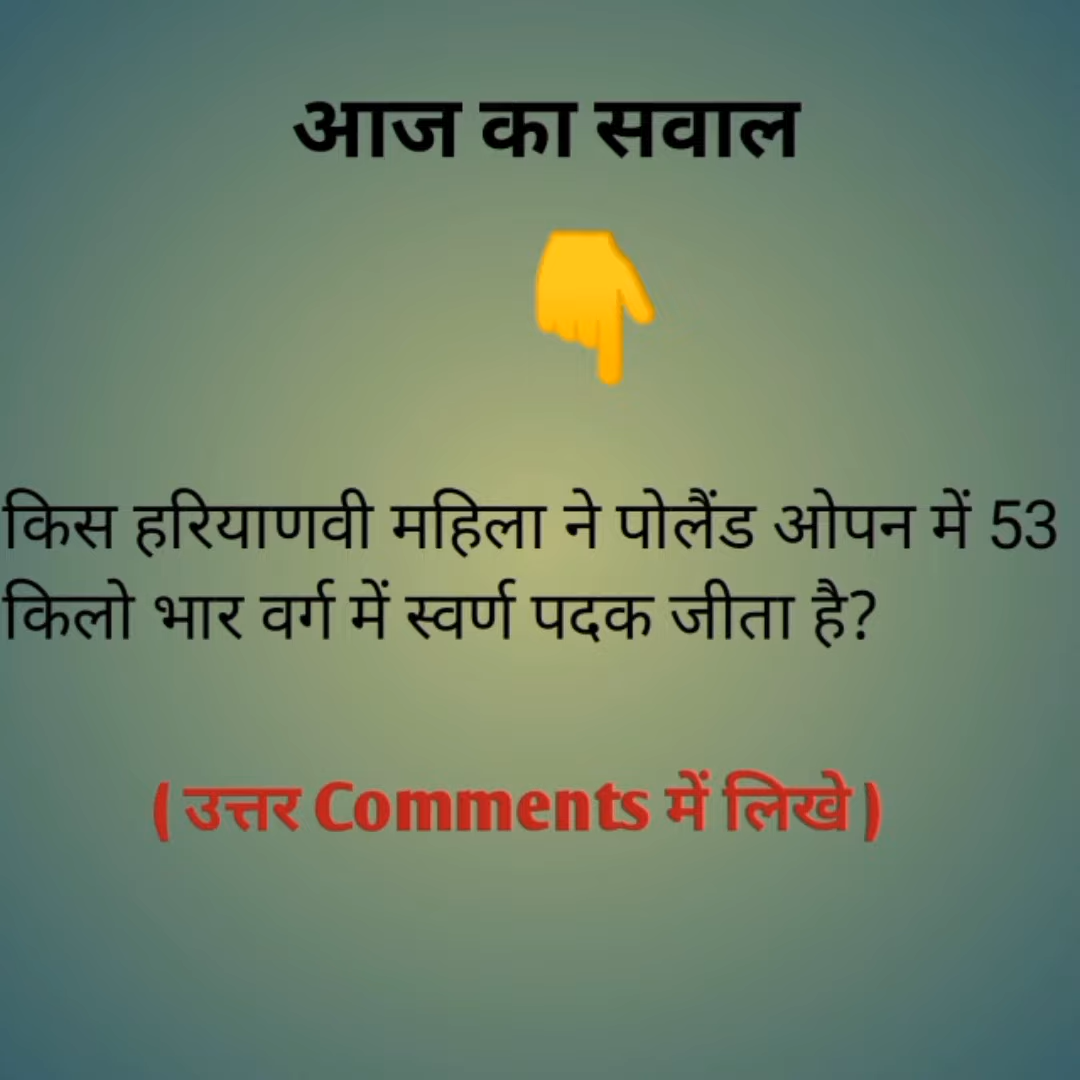 आज का सवाल
किस हरियाणवी महिला ने पोलैंड ओपन में 53
किलो भार वर्ग में स्वर्ण पदक जीता है?
( उत्तर Comments में लिखे )